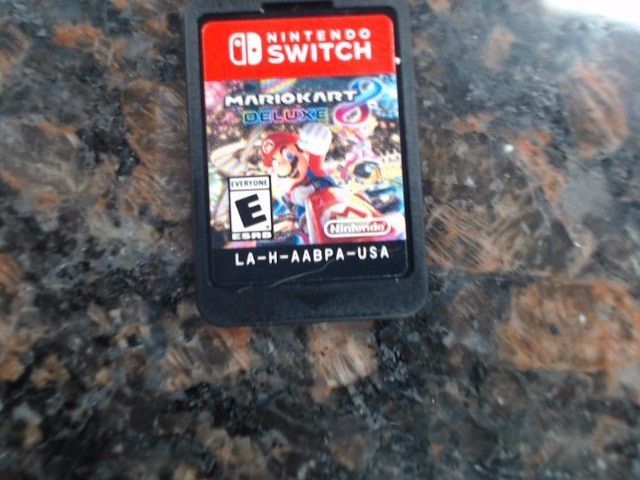 NINTENDO
SWITCH
MARIOKART 8
DELUXE
EVERYONE
E
ESRB
Nintendo
LA-H-AABPA-USA